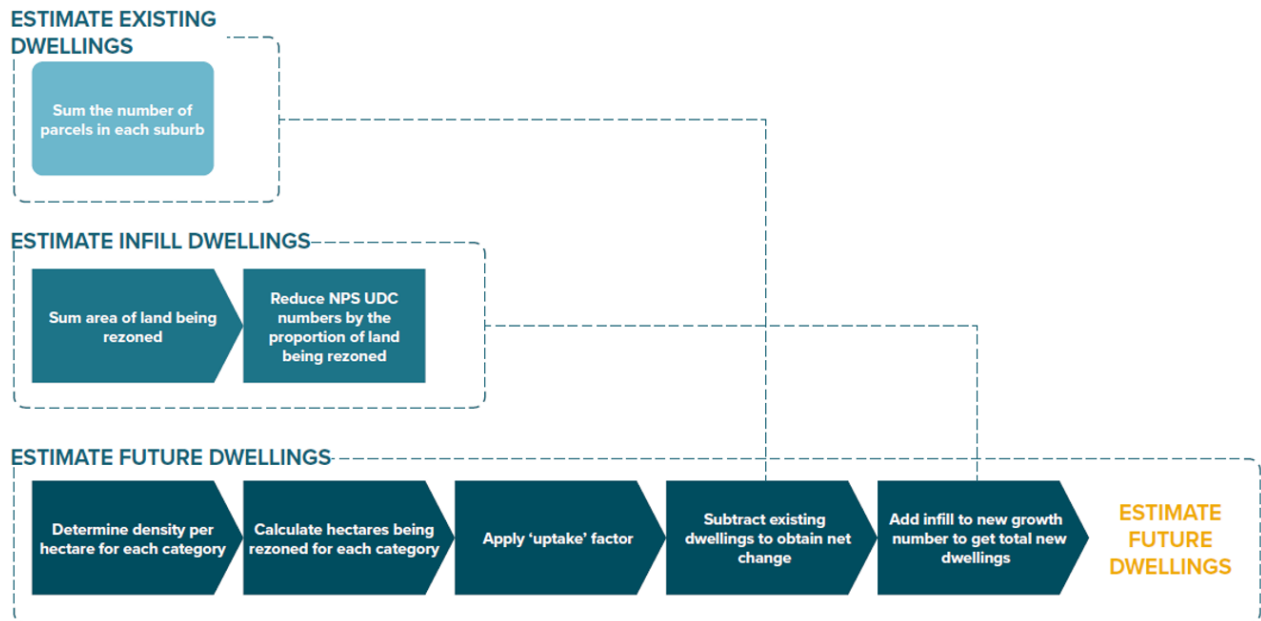 ESTIMATE EXISTING
DWELLINGS
Sum the number of
parcels in each suburb
ESTIMATE INFILL DWELLINGS
Sum area of land being
rezoned
Reduce NPS UDC
numbers by the
proportion of land
being rezoned
ESTIMATE FUTURE DWELLINGS
Determine density per
hectare for each category
Calculate hectares being
rezoned for each category
Apply ‘uptake’ factor
Subtract existing
dwellings to obtain net
change
Add infill to new growth
number to get total new
dwellings
ESTIMATE
FUTURE
DWELLINGS